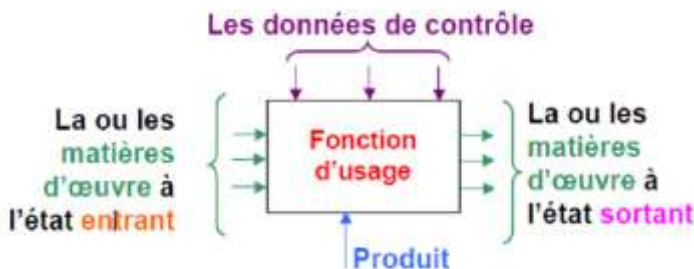 Les données de contrôle
La ou les
matières
d'œuvre à
l'état entrant
Fonction
d'usage
La ou les
matières
d'œuvre à
l'état sortant
Produit